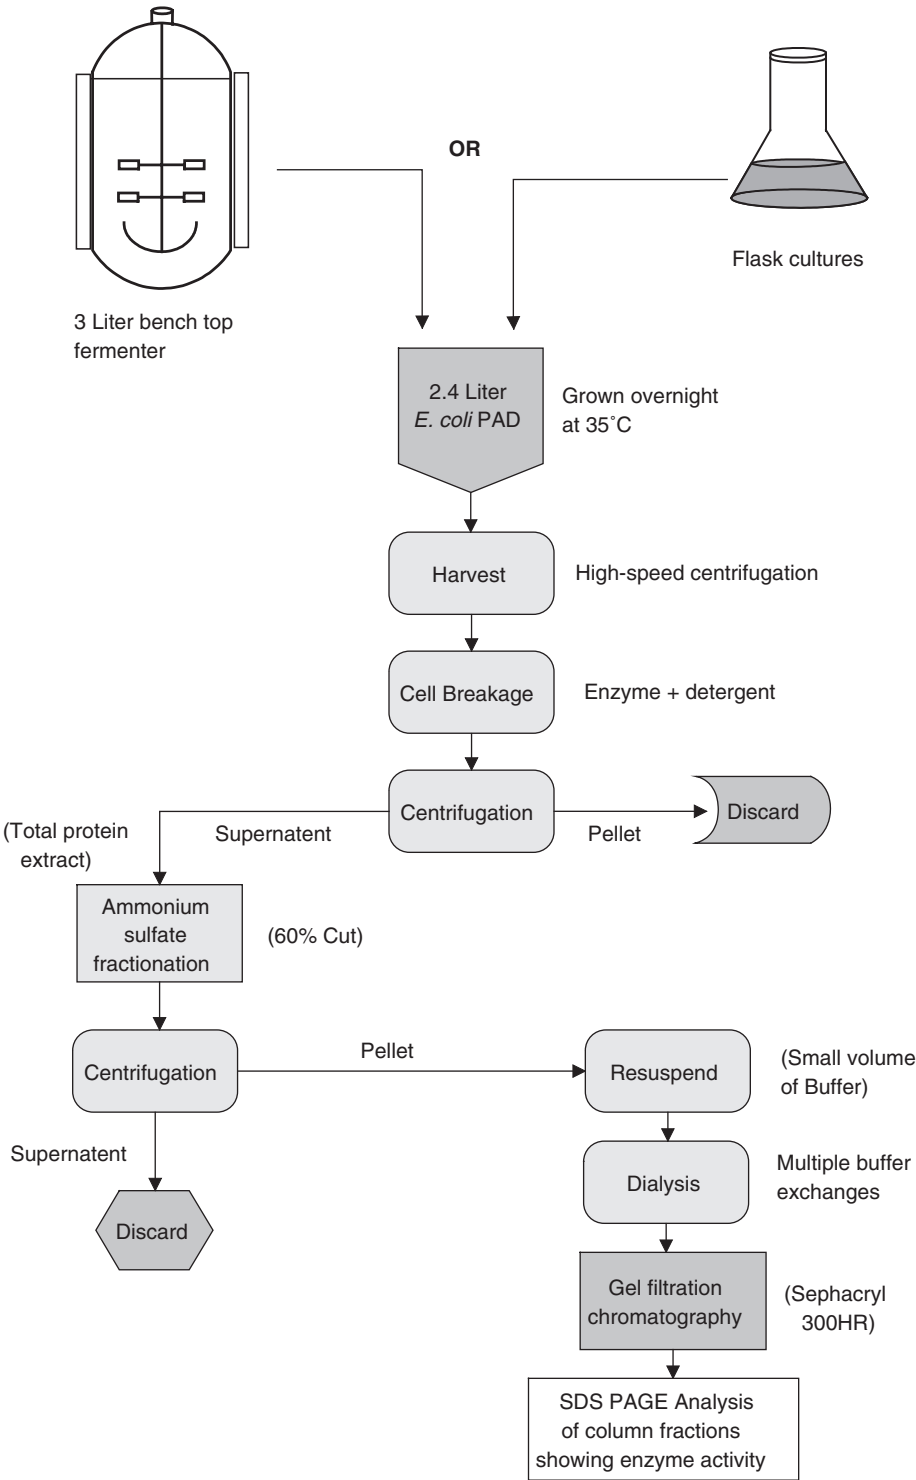 OR
3 Liter bench top
fermenter
Flask cultures
2.4 Liter
E. coli PAD
Grown overnight
at 35˚C
Harvest
High-speed centrifugation
Cell Breakage
Enzyme + detergent
Centrifugation
Supernatent
Pellet
Discard
(Total protein
extract)
Ammonium
sulfate
fractionation
(60% Cut)
Centrifugation
Pellet
Resuspend
(Small volume
of Buffer)
Supernatent
Discard
Dialysis
Multiple buffer
exchanges
Gel filtration
chromatography
(Sephacryl
300HR)
SDS PAGE Analysis
of column fractions
showing enzyme activity